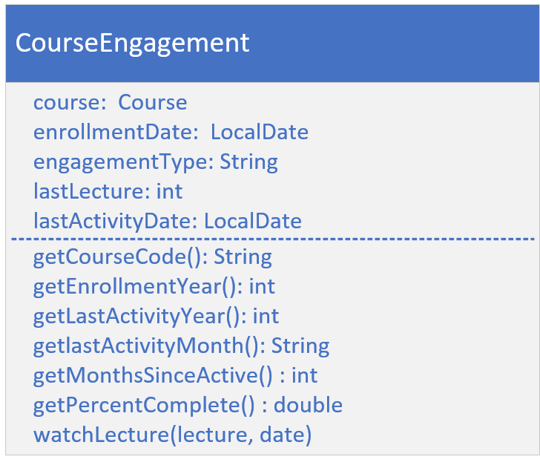 CourseEngagement
course:  Course
enrollmentDate:  LocalDate
engagementType: String
lastLecture: int
lastActivityDate: LocalDate
getCourseCode(): String
getEnrollmentYear(): int
getLastActivityYear(): int
getlastActivityMonth(): String
getMonthsSinceActive() : int
getPercentComplete() : double
watchLecture(lecture, date)